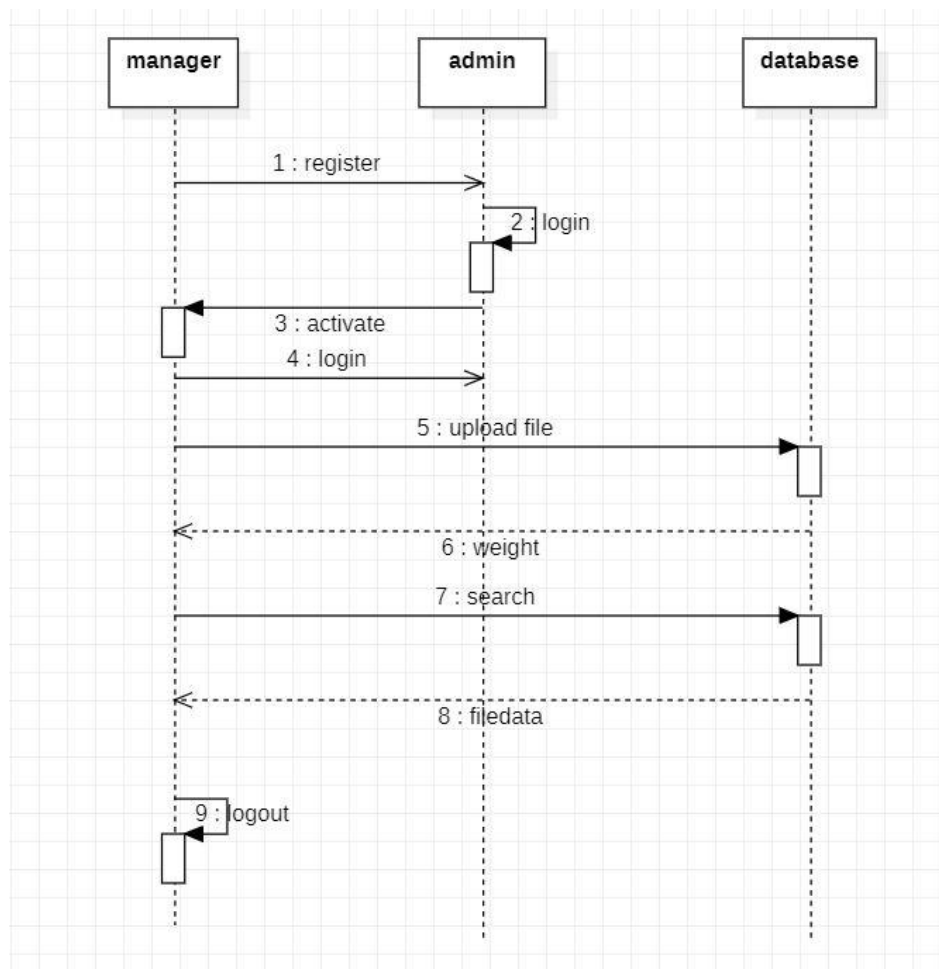 manager
admin
database
1 : register
2 : login
3 : activate
4 : login
5 : upload file
6 : weight
7 : search
8 : filedata
9 : logout